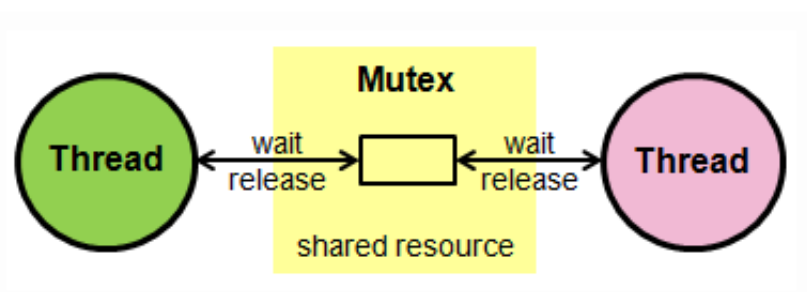 Mutex
Thread
wait
release
wait
release
Thread
shared resource